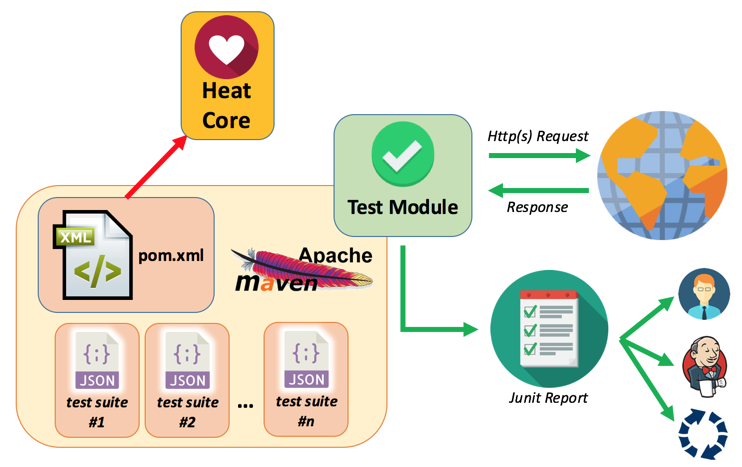 Heat
Core
Test Module
Http(s) Request
Response
XML
</>
pom.xml
Apache
maven
{;}
JSON
test suite
#1
{;}
JSON
test suite
#2
...
{;}
JSON
test suite
#n
Junit Report